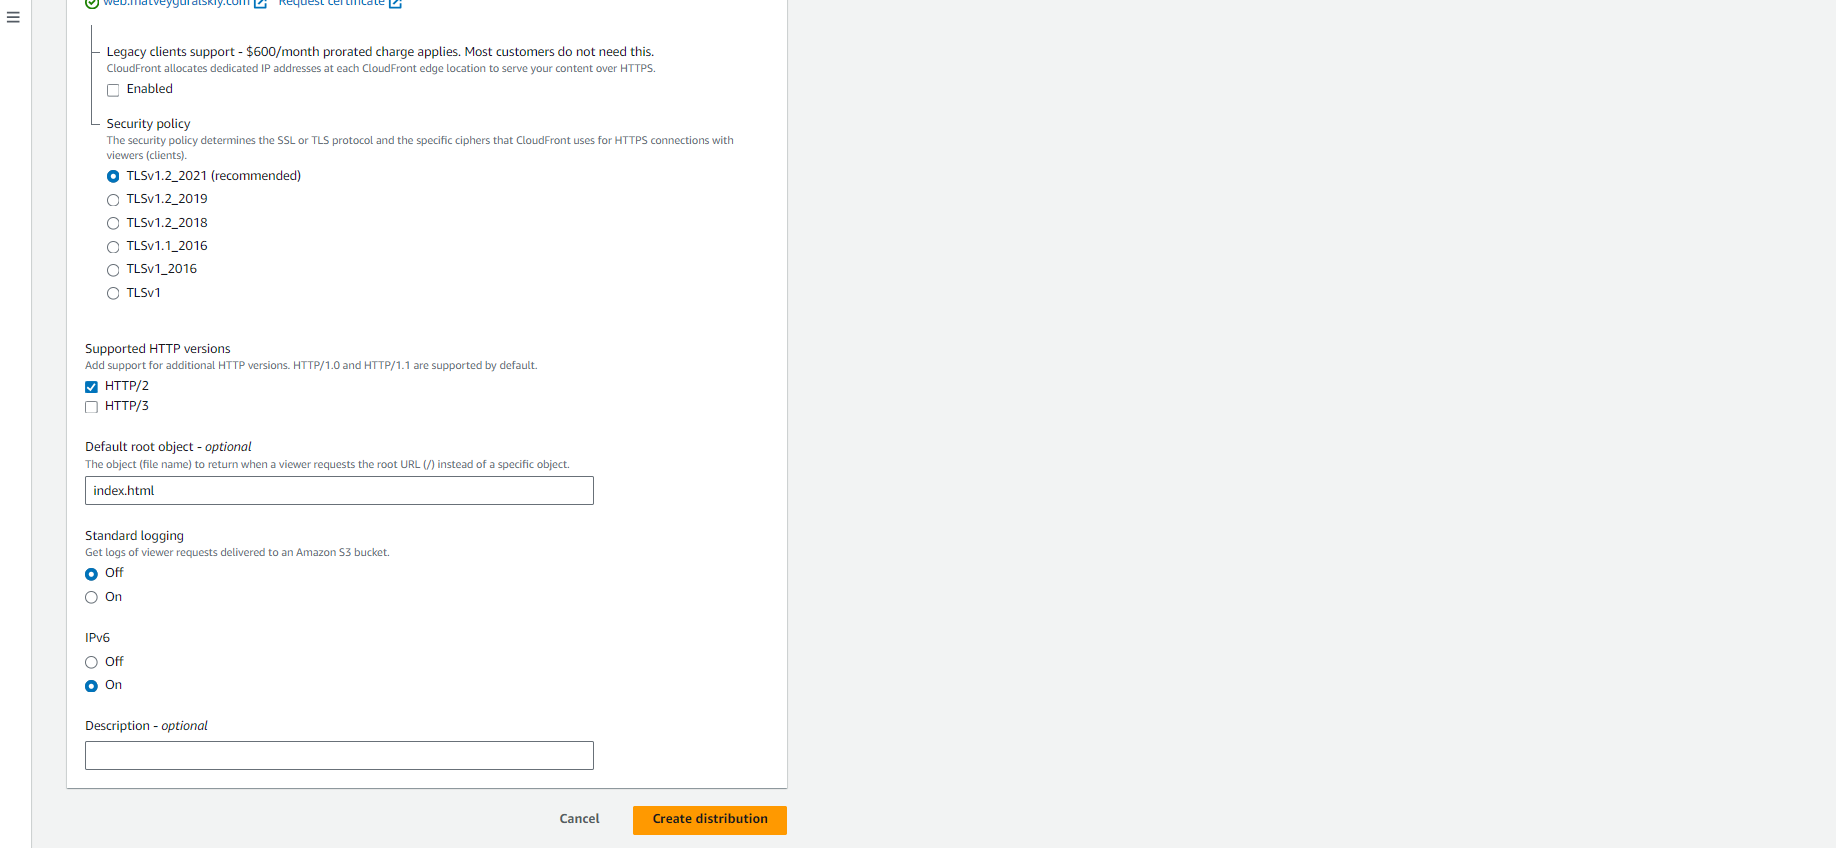 web.matveyguralskiy.com Request certificate
Legacy clients support - $600/month prorated charge applies. Most customers do not need this.
CloudFront allocates dedicated IP addresses at each CloudFront edge location to serve your content over HTTPS.
Enabled
Security policy
The security policy determines the SSL or TLS protocol and the specific ciphers that CloudFront uses for HTTPS connections with
viewers (clients).
TLSv1.2_2021 (recommended)
TLSv1.2_2019
TLSv1.2_2018
TLSv1.1_2016
TLSv1_2016
TLSv1
Supported HTTP versions
Add support for additional HTTP versions. HTTP/1.0 and HTTP/1.1 are supported by default.
HTTP/2
HTTP/3
Default root object - optional
The object (file name) to return when a viewer requests the root URL (/) instead of a specific object.
index.html
Standard logging
Get logs of viewer requests delivered to an Amazon S3 bucket.
Off
On
IPv6
Off
On
Description - optional
Cancel Create distribution